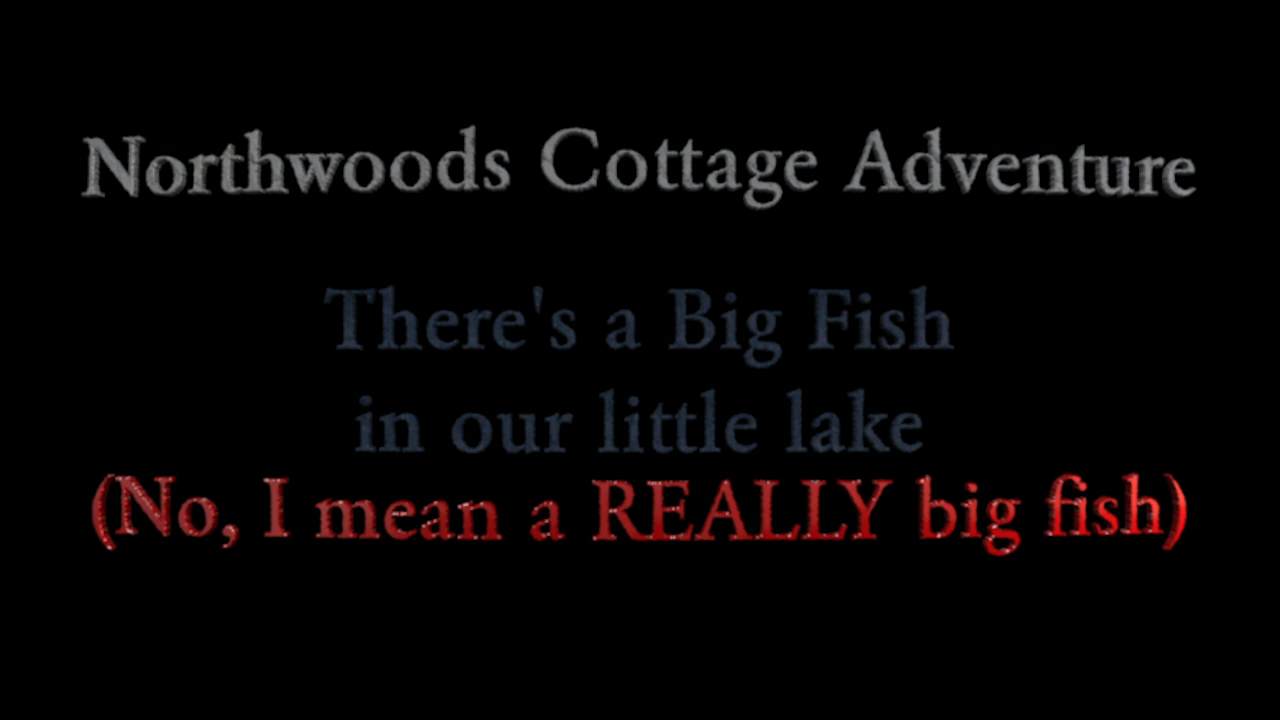 Northwoods Cottage Adventure
There's a Big Fish
in our little lake
(No, I mean a REALLY big fish)